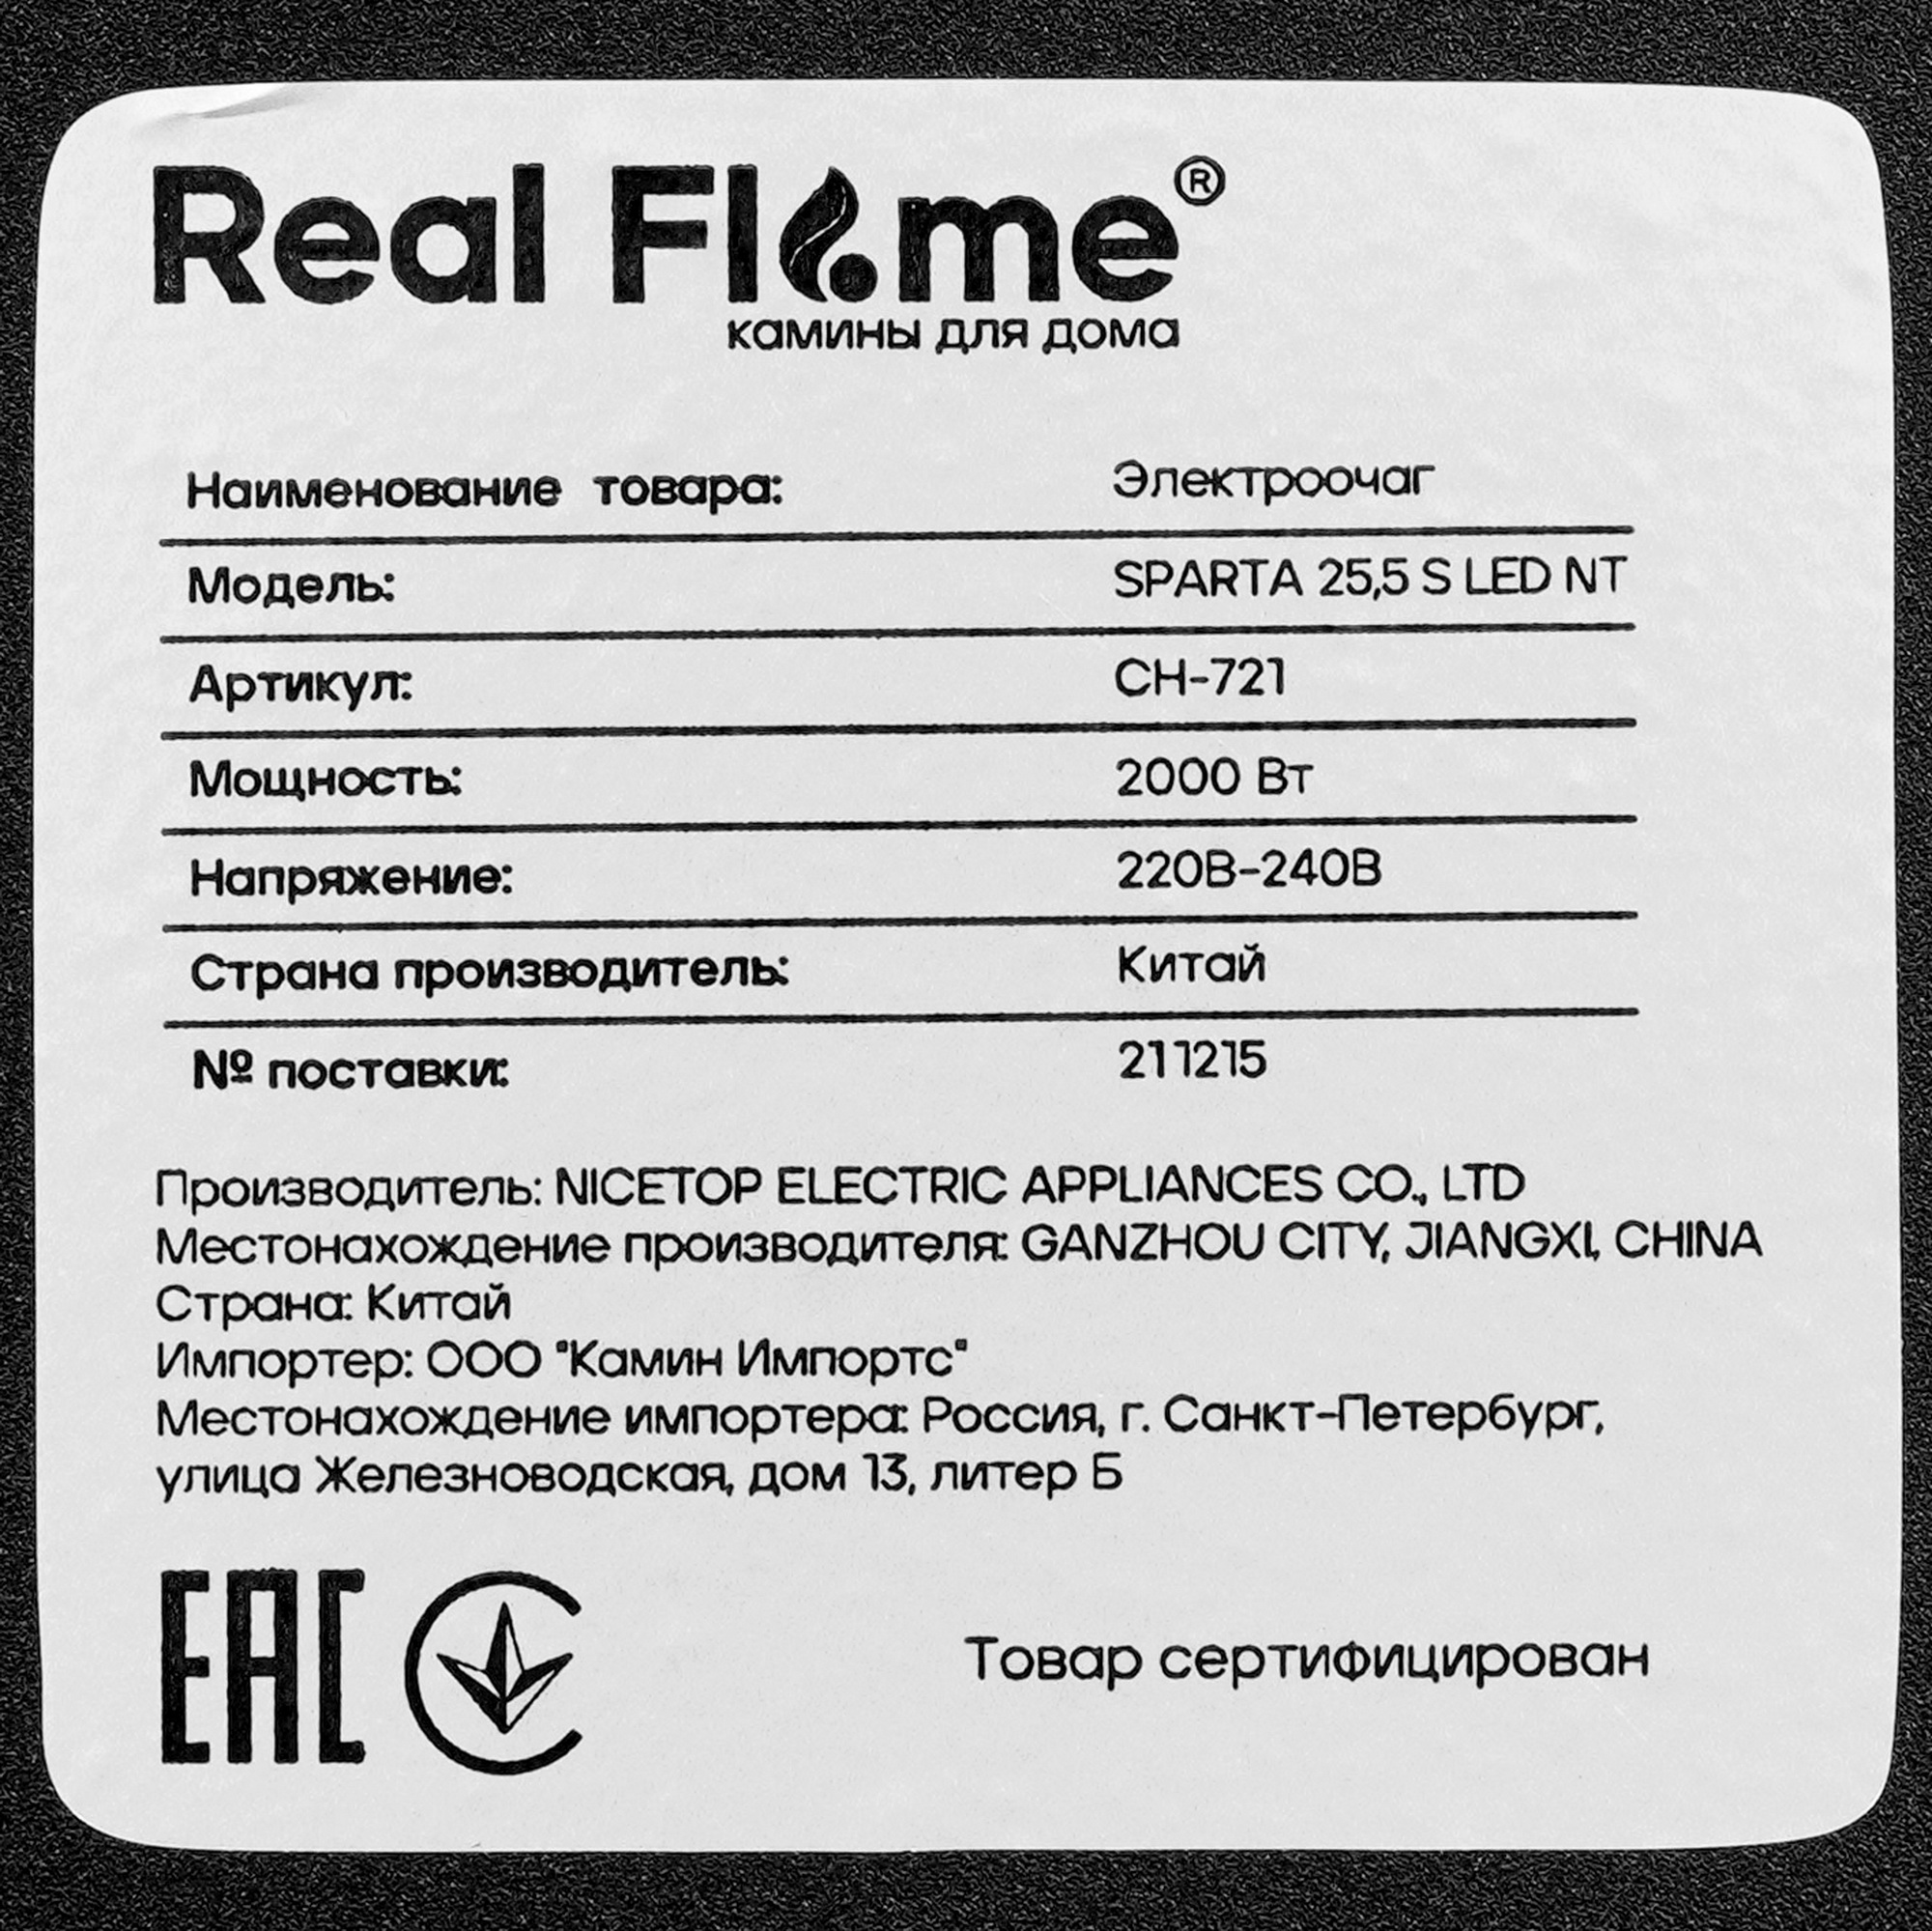 Real Flame®
камины для дома
Наименование товара: Электроочаг
Модель: SPARTA 25,5 S LED NT
Артикул: CH-721
Мощность: 2000 Вт
Напряжение: 220В-240В
Страна производитель: Китай
№ поставки: 211215
Производитель: NICETOP ELECTRIC APPLIANCES CO., LTD
Местонахождение производителя: GANZHOU CITY, JIANGXI, CHINA
Страна: Китай
Импортер: ООО "Камин Импортс"
Местонахождение импортера: Россия, г. Санкт-Петербург,
улица Железноводская, дом 13, литер Б
EAC
Товар сертифицирован